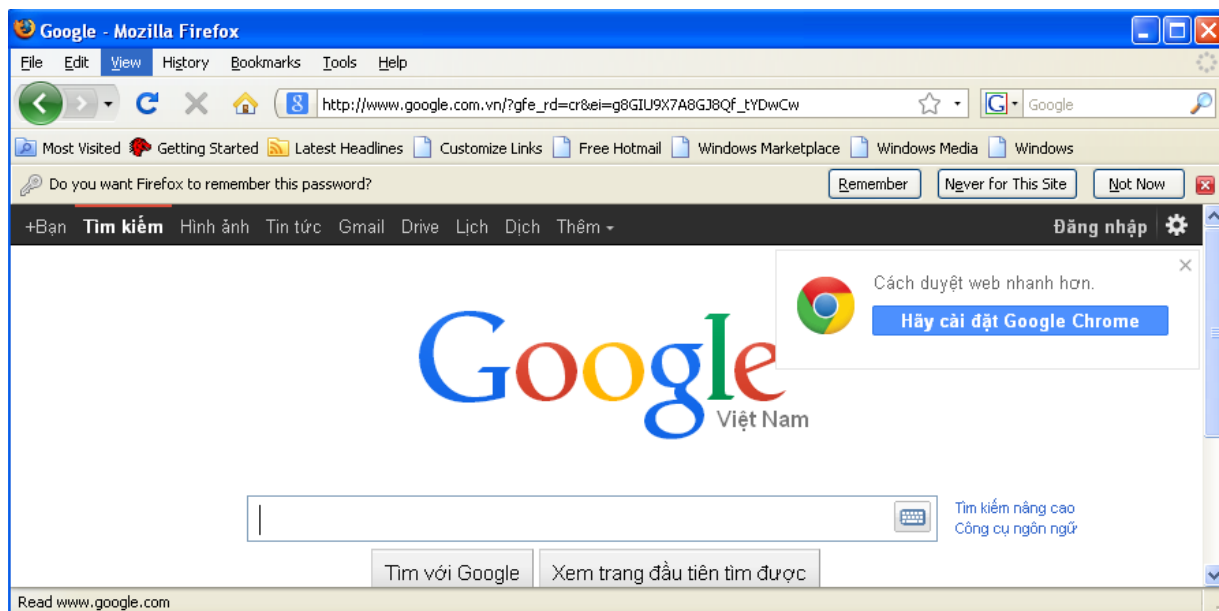 Google - Mozilla Firefox
File Edit View History Bookmarks Tools Help
http://www.google.com.vn/?gfe_rd=cr&ei=g8GIU9X7A8GJ8Qf_tYDwCw Google
Most Visited Getting Started Latest Headlines Customize Links Free Hotmail Windows Marketplace Windows Media Windows
Do you want Firefox to remember this password? Remember Never for This Site Not Now
+Bạn Tìm kiếm Hình ảnh Tin tức Gmail Drive Lịch Dịch Thêm Đăng nhập
Cách duyệt web nhanh hơn.
Hãy cài đặt Google Chrome
Google
Việt Nam
Tìm kiếm nâng cao
Công cụ ngôn ngữ
Tìm với Google Xem trang đầu tiên tìm được
Read www.google.com